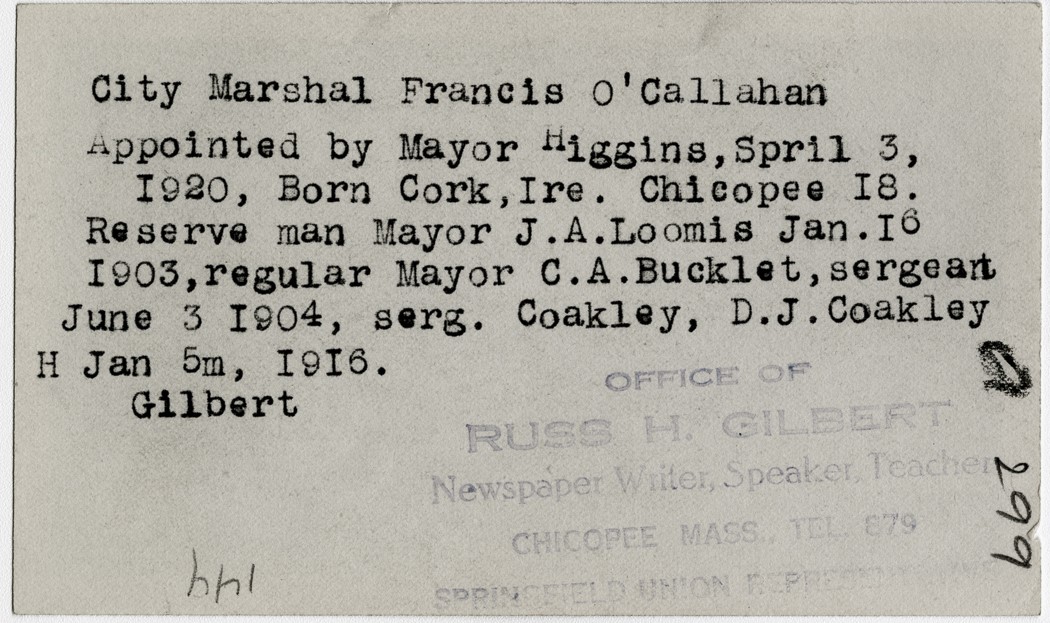 City Marshal Francis O'Callahan
Appointed by Mayor Higgins,Spril 3,
I920, Born Cork,Ire. Chicopee I8.
Reserve man Mayor J.A.Loomis Jan.I6
I903,regular Mayor C.A.Bucklet,sergeant
June 3 I904, serg. Coakley, D.J.Coakley
H Jan 5m, I9I6.
Gilbert
OFFICE OF
RUSS H. GILBERT
Newspaper Writer, Speaker, Teacher
CHICOPEE MASS., TEL. 879
SPRINGFIELD UNION REPRESENTATIVE
299
144